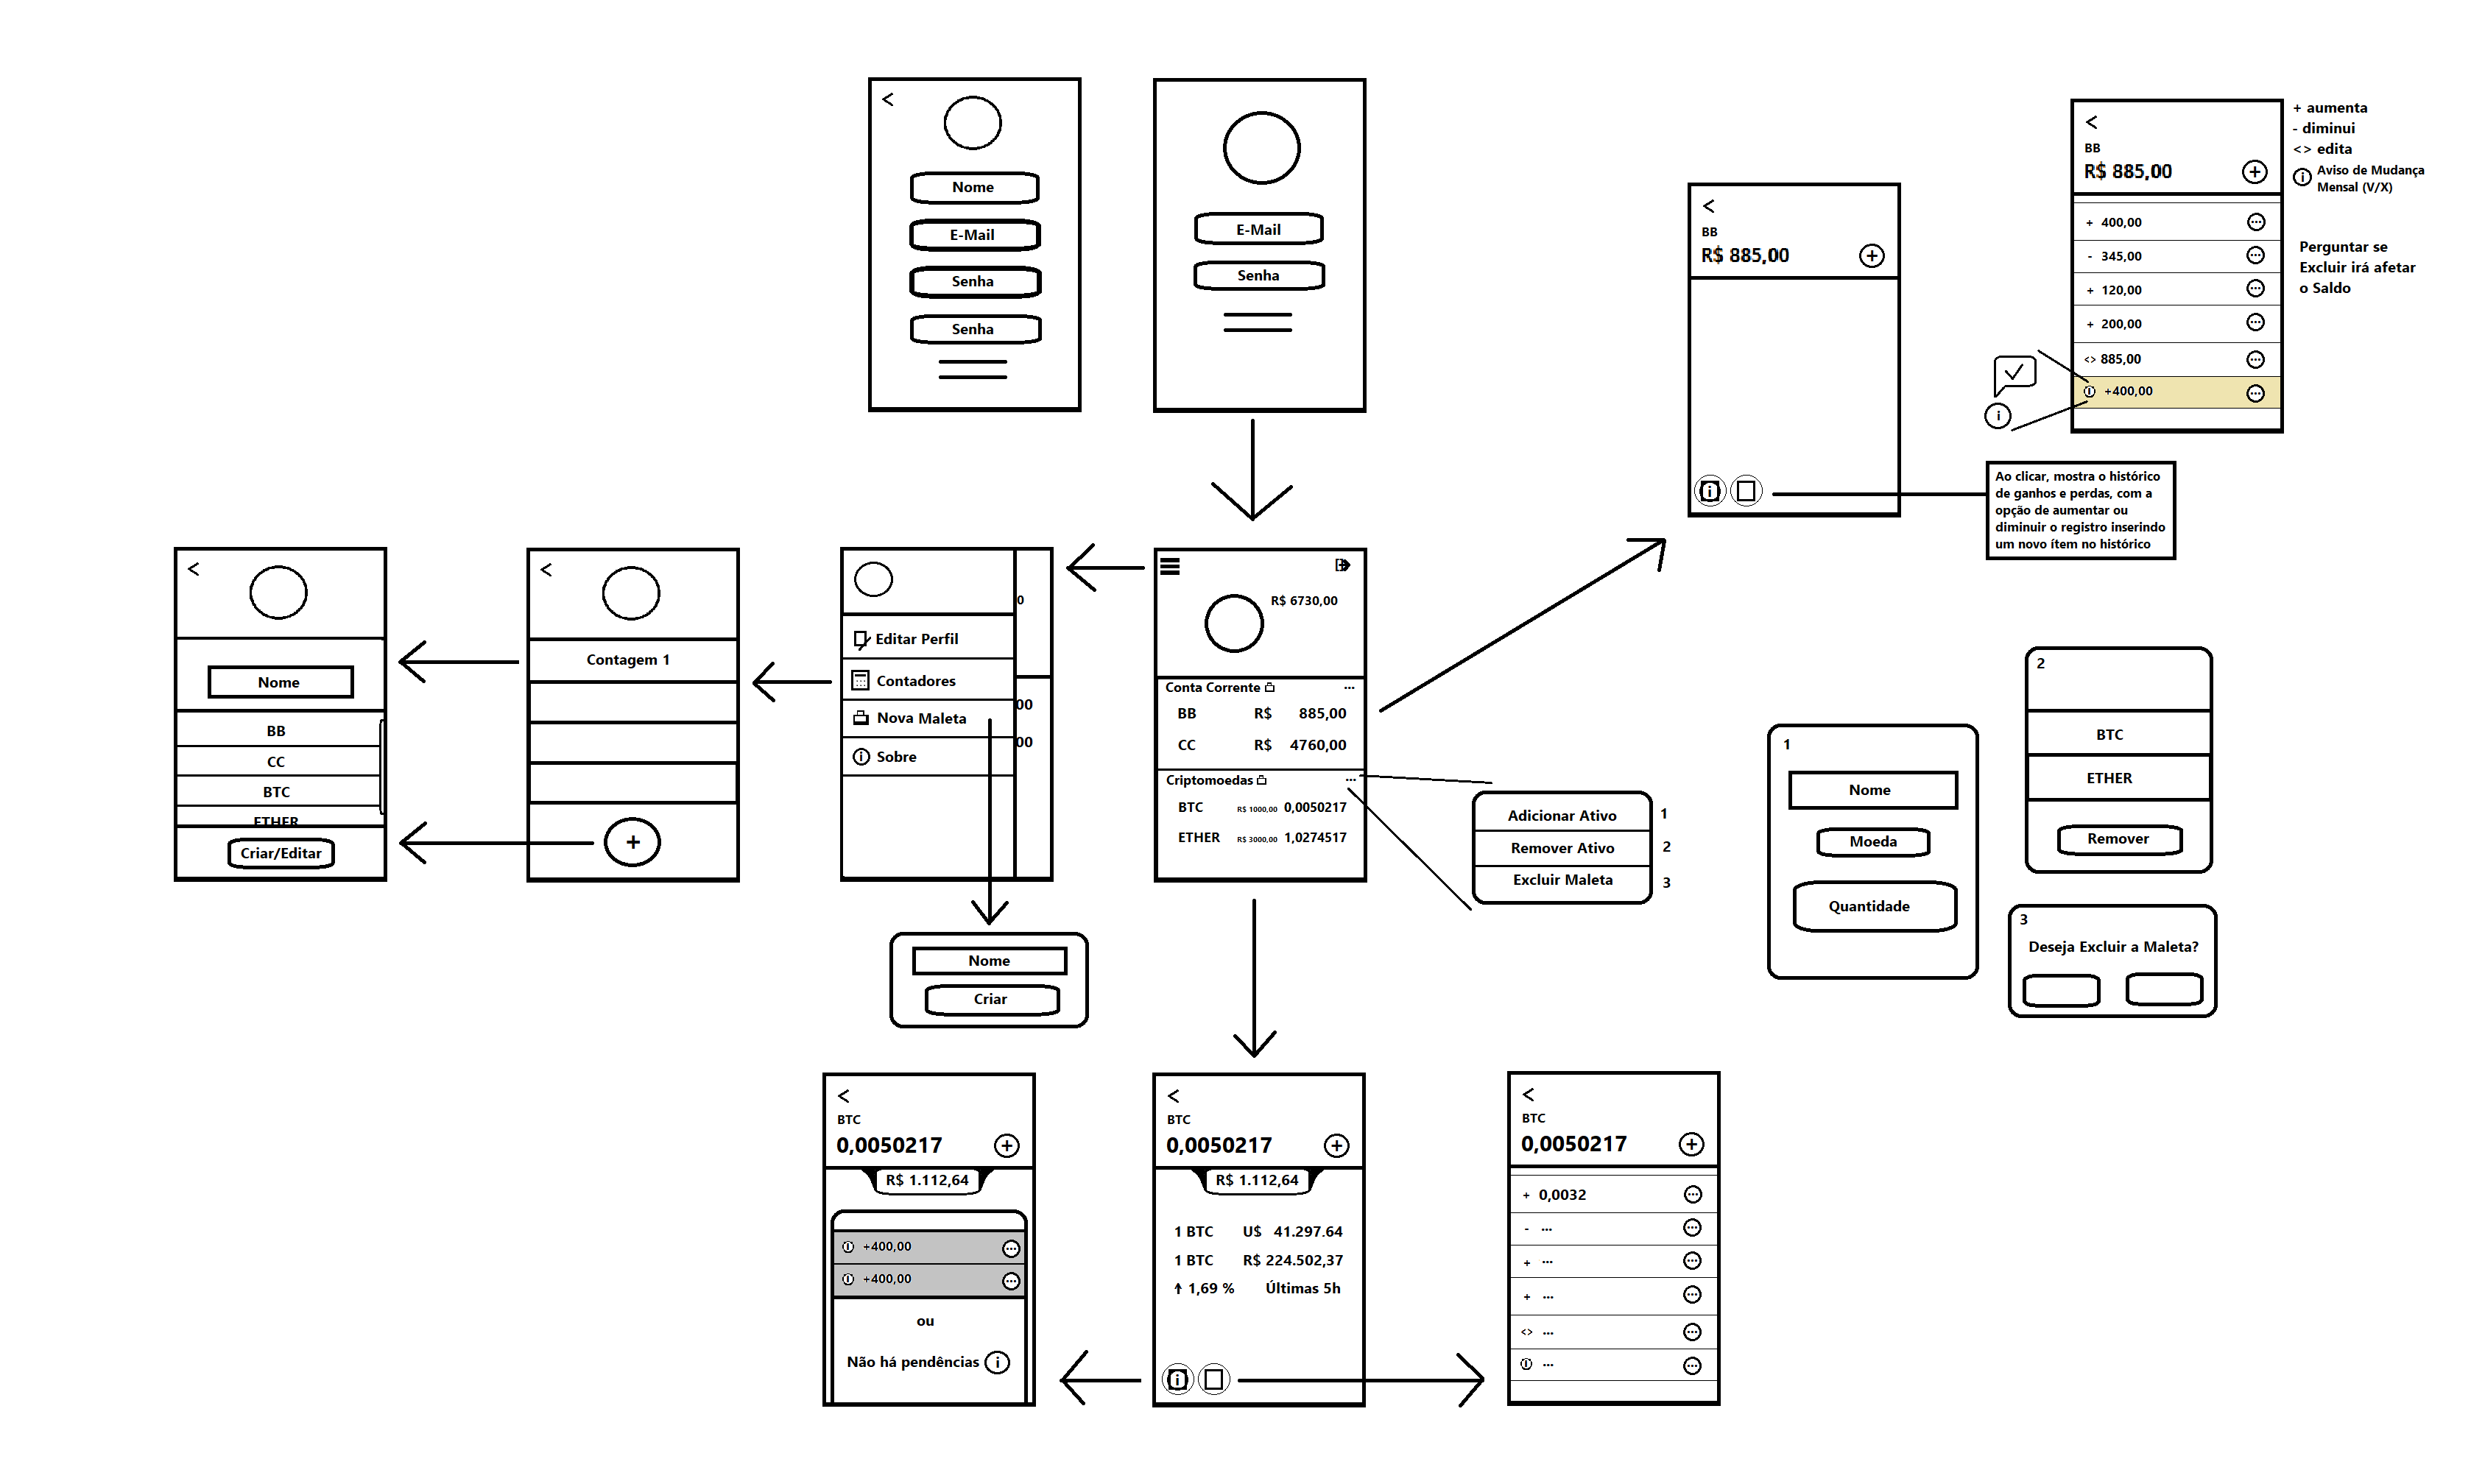 Nome
E-Mail
Senha
Senha
E-Mail
Senha
BB
R$ 885,00
+
BB
R$ 885,00
+
+ 400,00
- 345,00
+ 120,00
+ 200,00
<> 885,00
i +400,00
i
+ aumenta
- diminui
<> edita
i Aviso de Mudança
Mensal (V/X)
Perguntar se
Excluir irá afetar
o Saldo
i
Ao clicar, mostra o histórico
de ganhos e perdas, com a
opção de aumentar ou
diminuir o registro inserindo
um novo ítem no histórico
Nome
BB
CC
BTC
ETHER
Criar/Editar
Contagem 1
+
Editar Perfil
Contadores
Nova Maleta
i Sobre
0
00
00
Nome
Criar
R$ 6730,00
Conta Corrente ...
BB R$ 885,00
CC R$ 4760,00
Criptomoedas ...
BTC R$ 1000,00 0,0050217
ETHER R$ 3000,00 1,0274517
Adicionar Ativo 1
Remover Ativo 2
Excluir Maleta 3
1
Nome
Moeda
Quantidade
2
BTC
ETHER
Remover
3
Deseja Excluir a Maleta?
BTC
0,0050217 +
R$ 1.112,64
i +400,00
i +400,00
ou
Não há pendências i
BTC
0,0050217 +
R$ 1.112,64
1 BTC U$ 41.297.64
1 BTC R$ 224.502,37
↑ 1,69 % Últimas 5h
i
BTC
0,0050217 +
+ 0,0032
- ...
+ ...
+ ...
<> ...
i ...